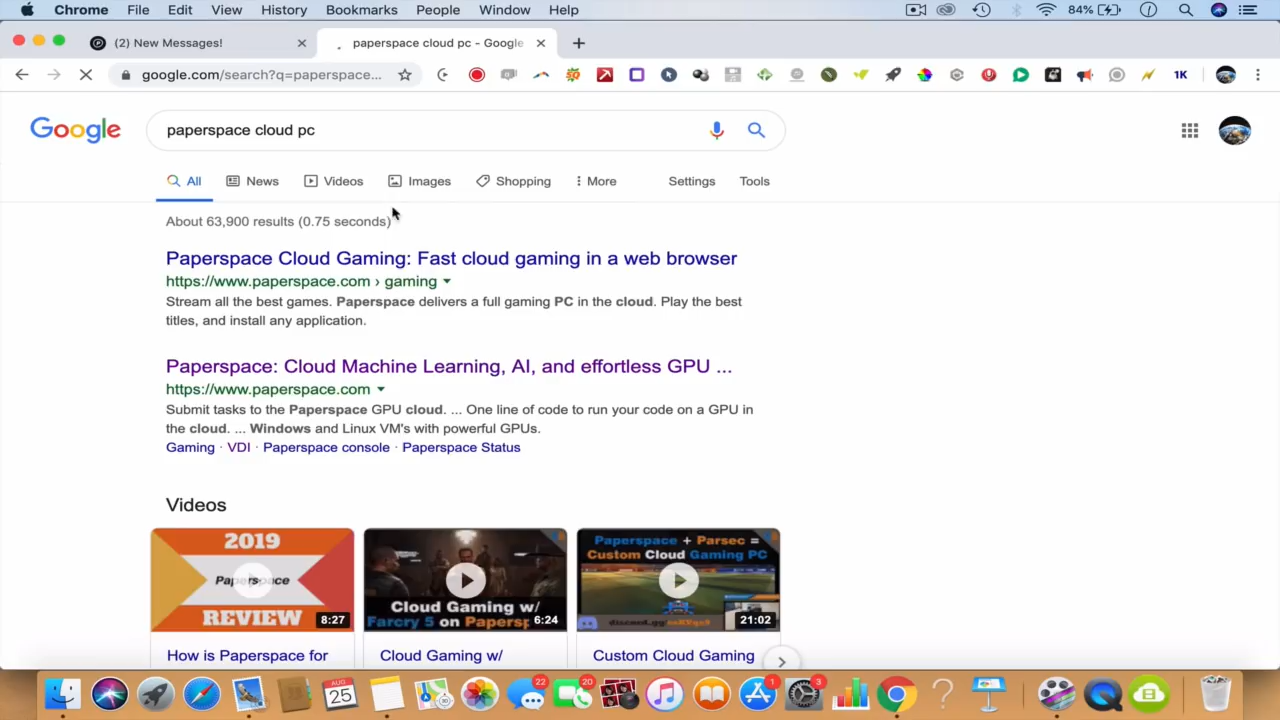 Chrome File Edit View History Bookmarks People Window Help 84%
(2) New Messages! paperspace cloud pc - Google
google.com/search?q=paperspace... 1K
Google paperspace cloud pc
All News Videos Images Shopping More Settings Tools
About 63,900 results (0.75 seconds)
Paperspace Cloud Gaming: Fast cloud gaming in a web browser
https://www.paperspace.com › gaming
Stream all the best games. Paperspace delivers a full gaming PC in the cloud. Play the best
titles, and install any application.
Paperspace: Cloud Machine Learning, AI, and effortless GPU ...
https://www.paperspace.com
Submit tasks to the Paperspace GPU cloud. ... One line of code to run your code on a GPU in
the cloud. ... Windows and Linux VM's with powerful GPUs.
Gaming · VDI · Paperspace console · Paperspace Status
Videos
2019
Paperspace
REVIEW
8:27
Cloud Gaming w/
Farcry 5 on Papersp
6:24
Paperspace + Parsec =
Custom Cloud Gaming PC
21:02
How is Paperspace for
Cloud Gaming w/
Custom Cloud Gaming
AUG
25
22
20
1
3